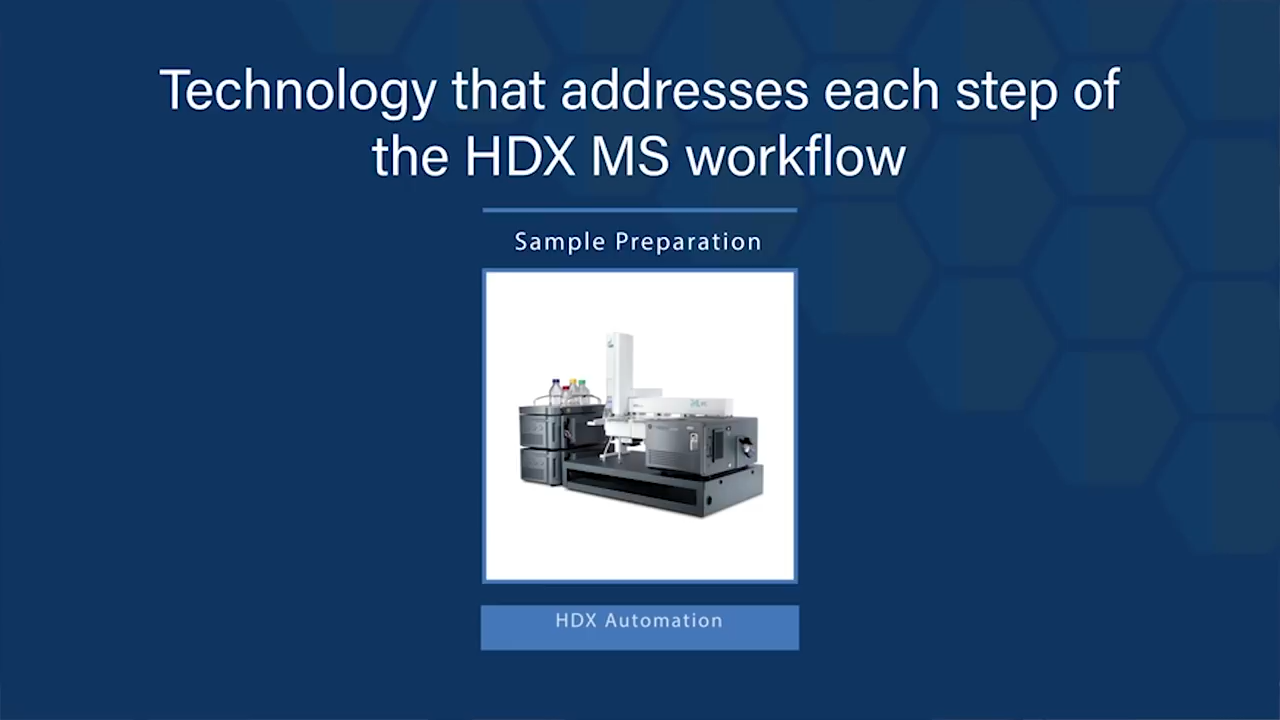 Technology that addresses each step of
the HDX MS workflow
Sample Preparation
HDX Automation